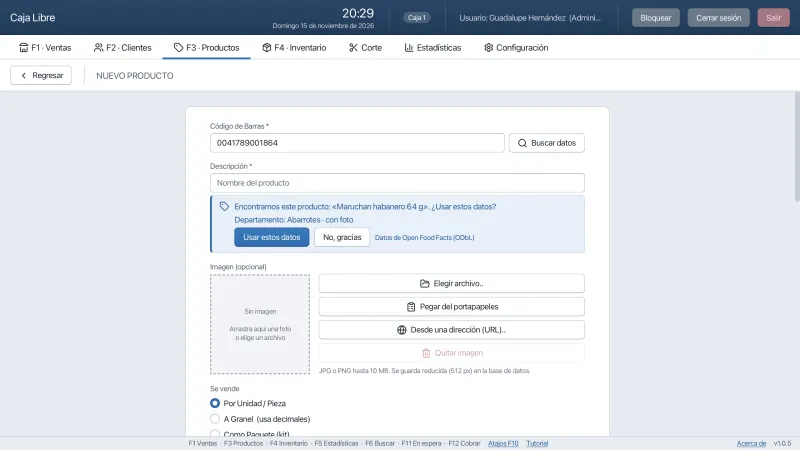 Caja Libre
20:29
Domingo 15 de noviembre de 2026
Caja 1
Usuario: Guadalupe Hernández (Admini...
Bloquear
Cerrar sesión
Salir
F1 · Ventas
F2 · Clientes
F3 · Productos
F4 · Inventario
Corte
Estadísticas
Configuración
Regresar
NUEVO PRODUCTO
Código de Barras *
0041789001864
Buscar datos
Descripción *
Nombre del producto
Encontramos este producto: «Maruchan habanero 64 g». ¿Usar estos datos?
Departamento: Abarrotes · con foto
Usar estos datos
No, gracias
Datos de Open Food Facts (ODbL)
Imagen (opcional)
Sin imagen
Arrastra aquí una foto
o elige un archivo
Elegir archivo..
Pegar del portapapeles
Desde una dirección (URL)..
Quitar imagen
JPG o PNG hasta 10 MB. Se guarda reducida (512 px) en la base de datos.
Se vende
Por Unidad / Pieza
A Granel (usa decimales)
Como Paquete (kit)
F1 Ventas · F3 Productos · F4 Inventario · F5 Estadísticas · F6 Buscar · F11 En espera · F12 Cobrar
Atajos F10
Tutorial
Acerca de
v1.0.5